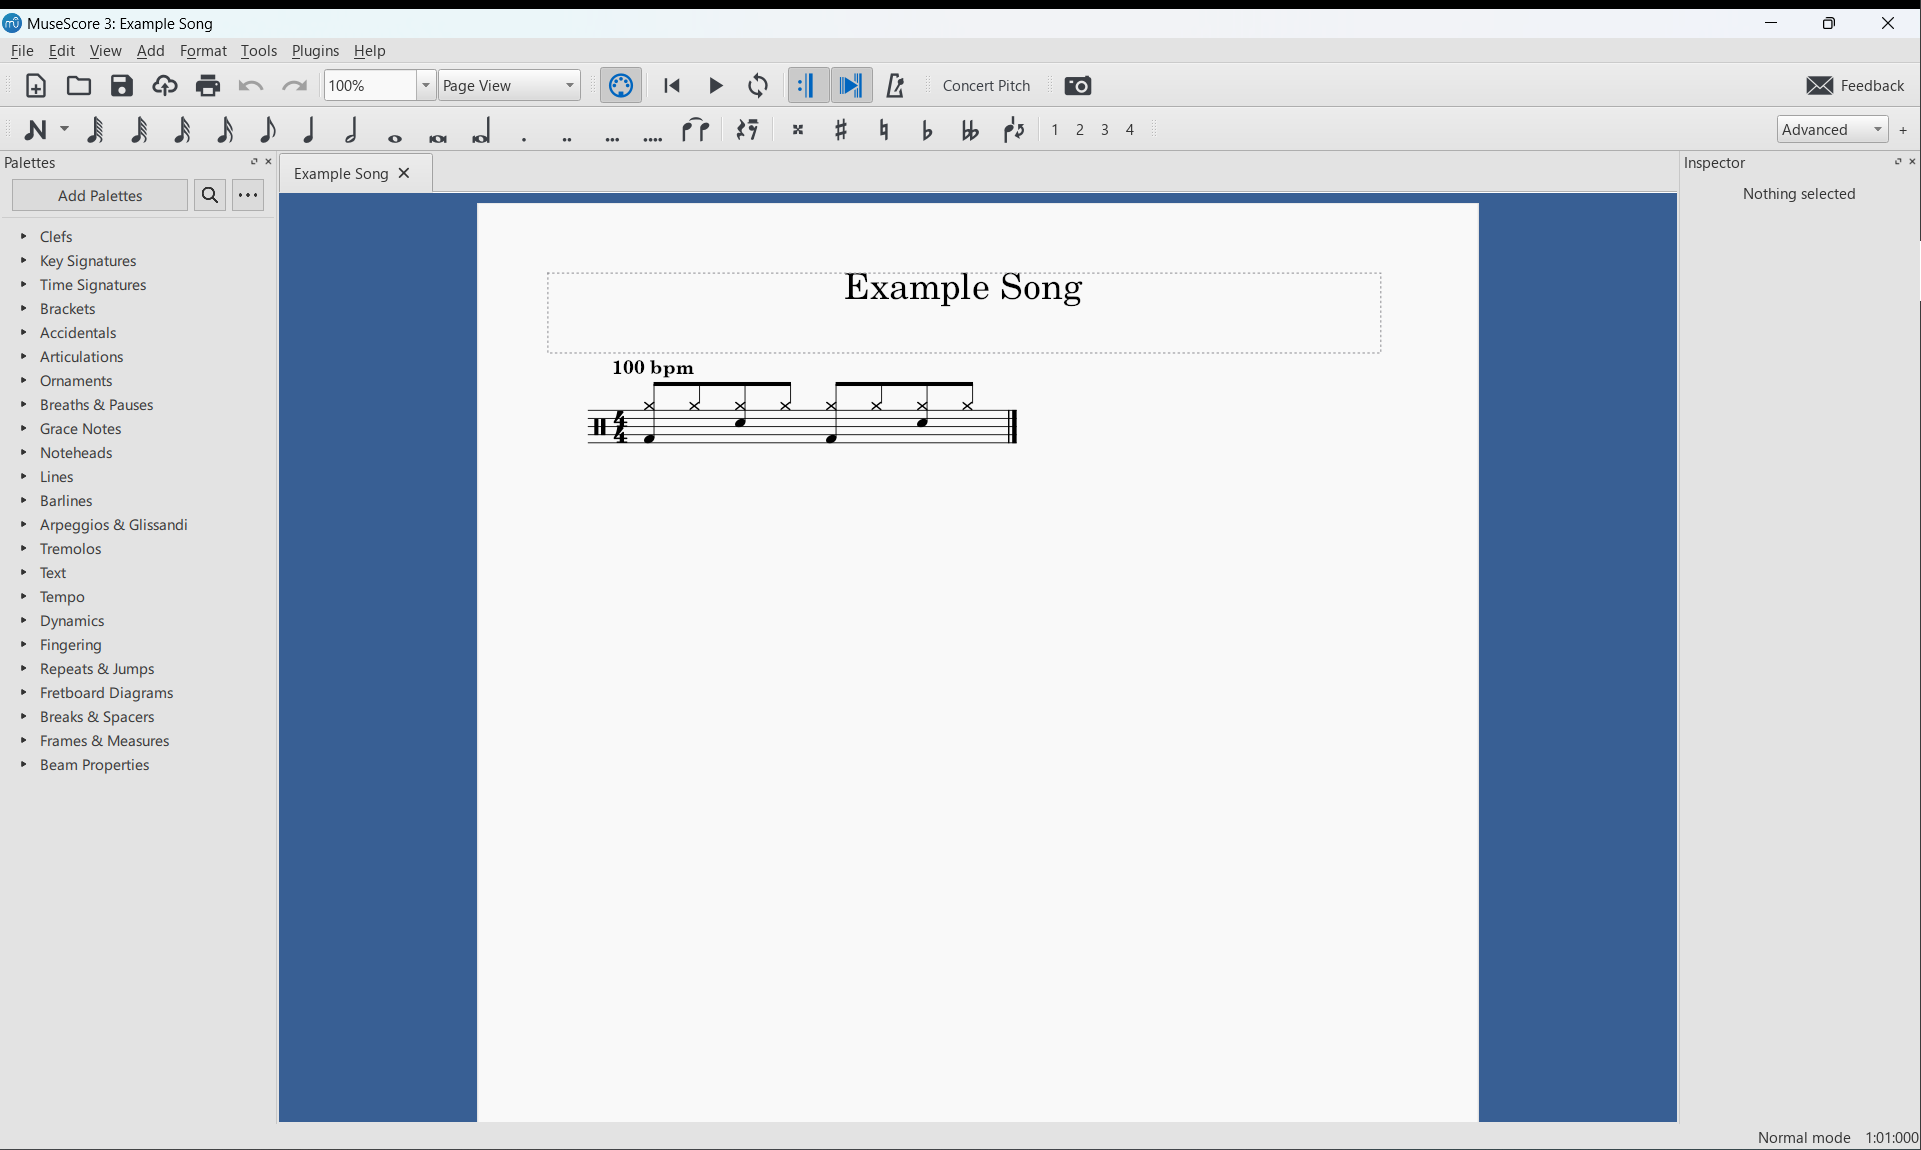 MuseScore 3: Example Song
File Edit View Add Format Tools Plugins Help
100% Page View Concert Pitch Feedback
1 2 3 4 Advanced +
Palettes
Add Palettes
Clefs
Key Signatures
Time Signatures
Brackets
Accidentals
Articulations
Ornaments
Breaths & Pauses
Grace Notes
Noteheads
Lines
Barlines
Arpeggios & Glissandi
Tremolos
Text
Tempo
Dynamics
Fingering
Repeats & Jumps
Fretboard Diagrams
Breaks & Spacers
Frames & Measures
Beam Properties
Example Song
Example Song
100 bpm
4
4
Inspector
Nothing selected
Normal mode 1:01:000